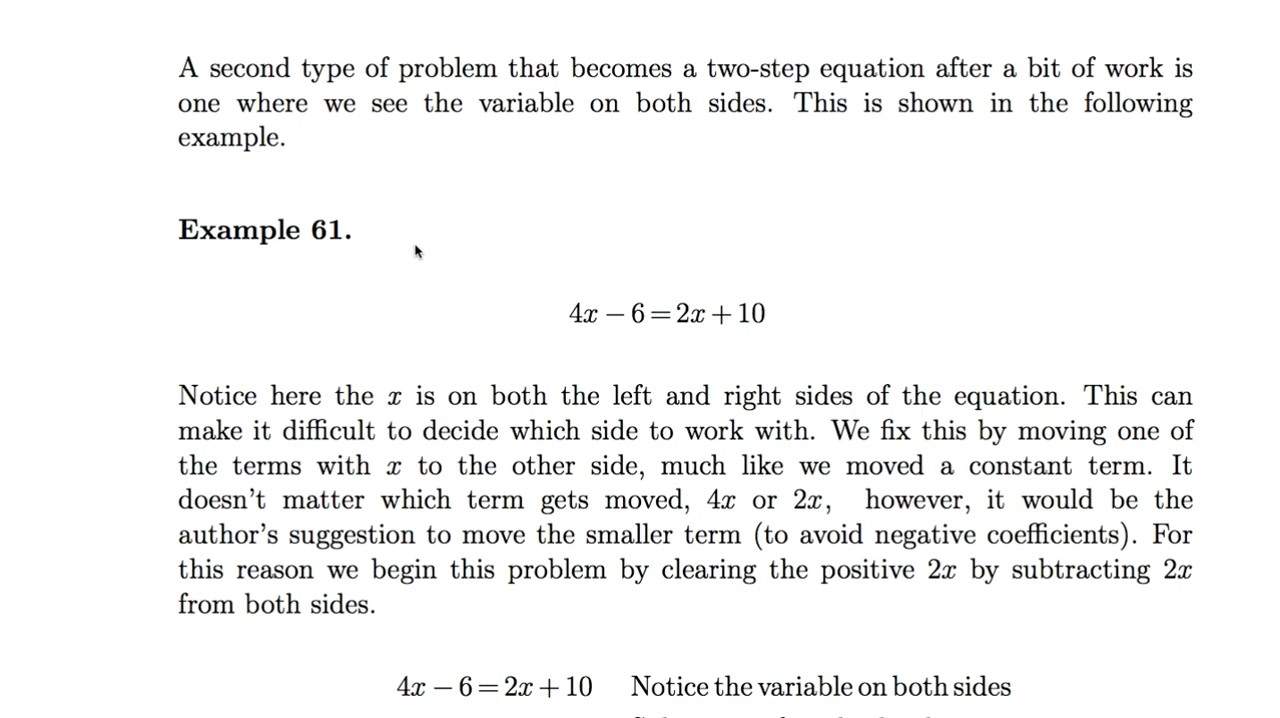 A second type of problem that becomes a two-step equation after a bit of work is
one where we see the variable on both sides. This is shown in the following
example.
Example 61.
4x − 6 = 2x + 10
Notice here the x is on both the left and right sides of the equation. This can
make it difficult to decide which side to work with. We fix this by moving one of
the terms with x to the other side, much like we moved a constant term. It
doesn't matter which term gets moved, 4x or 2x, however, it would be the
author's suggestion to move the smaller term (to avoid negative coefficients). For
this reason we begin this problem by clearing the positive 2x by subtracting 2x
from both sides.
4x − 6 = 2x + 10 Notice the variable on both sides